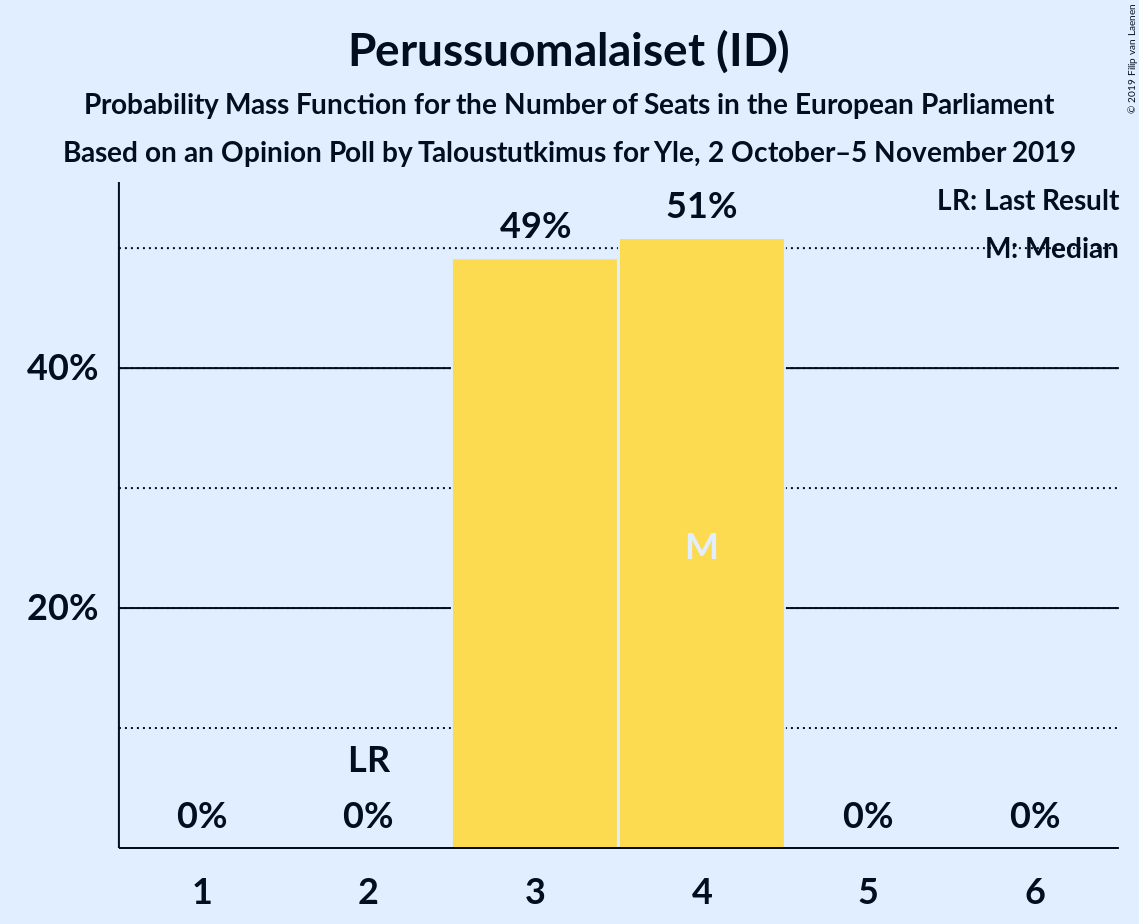 Perussuomalaiset (ID)
Probability Mass Function for the Number of Seats in the European Parliament
Based on an Opinion Poll by Taloustutkimus for Yle, 2 October–5 November 2019
© 2019 Filip van Laenen
LR: Last Result
M: Median
49%
51%
40%
20%
M
LR
0%
0%
0%
0%
1
2
3
4
5
6